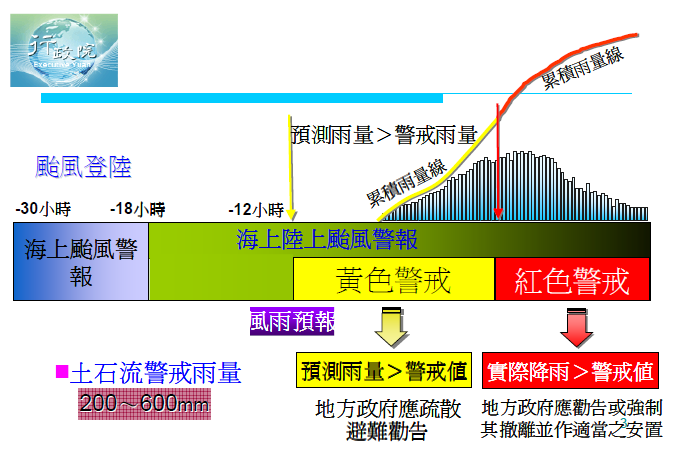 行政院
Executive Yuan
累積雨量線
預測雨量＞警戒雨量
颱風登陸
累積雨量線
-30小時
-18小時
-12小時
海上颱風警
報
海上陸上颱風警報
黃色警戒
紅色警戒
風雨預報
■土石流警戒雨量
200～600mm
預測雨量＞警戒值
實際降雨＞警戒值
地方政府應疏散
避難勸告
地方政府應勸告或強制
其撤離並作適當之安置
3